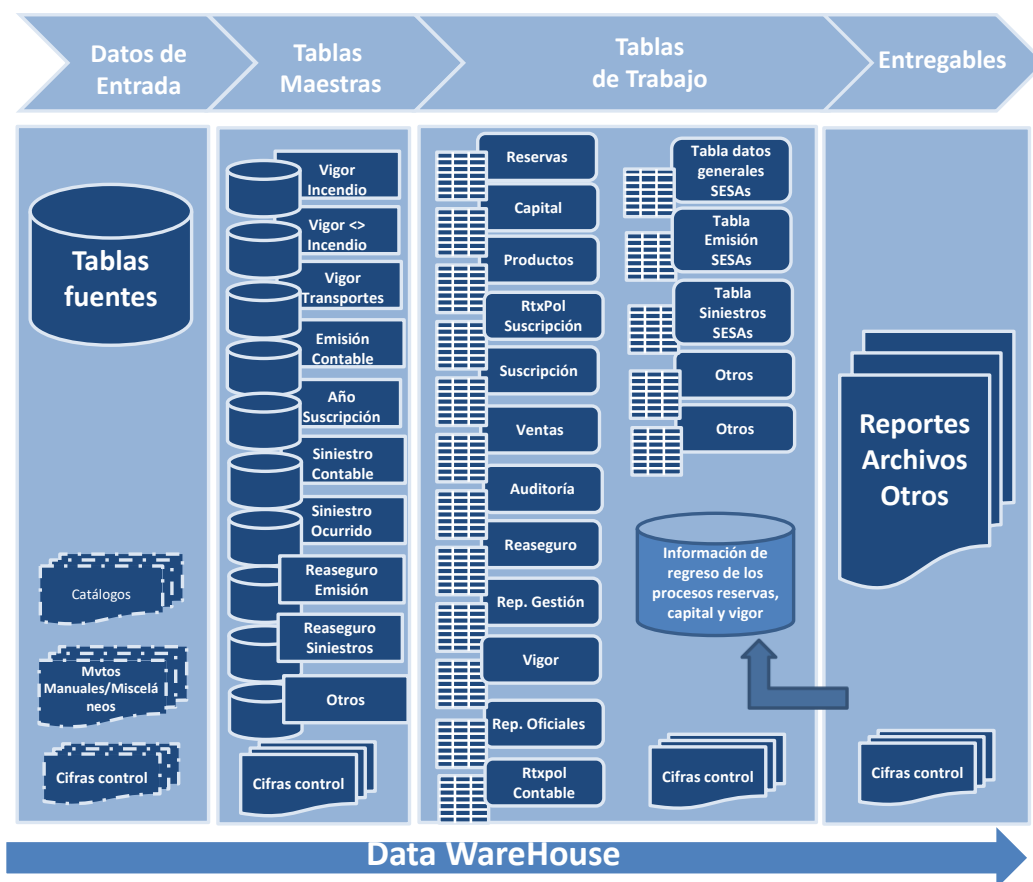 Datos de
Entrada
Tablas
Maestras
Tablas
de Trabajo
Entregables
Tablas
fuentes
Catálogos
Mvtos
Manuales/Miscelá
neos
Cifras control
Vigor
Incendio
Vigor <>
Incendio
Vigor
Transportes
Emisión
Contable
Año
Suscripción
Siniestro
Contable
Siniestro
Ocurrido
Reaseguro
Emisión
Reaseguro
Siniestros
Otros
Cifras control
Reservas
Capital
Productos
RtxPol
Suscripción
Suscripción
Ventas
Auditoría
Reaseguro
Rep. Gestión
Vigor
Rep. Oficiales
Rtxpol
Contable
Tabla datos
generales
SESAs
Tabla
Emisión
SESAs
Tabla
Siniestros
SESAs
Otros
Otros
Información de
regreso de los
procesos reservas,
capital y vigor
Cifras control
Reportes
Archivos
Otros
Cifras control
Data WareHouse